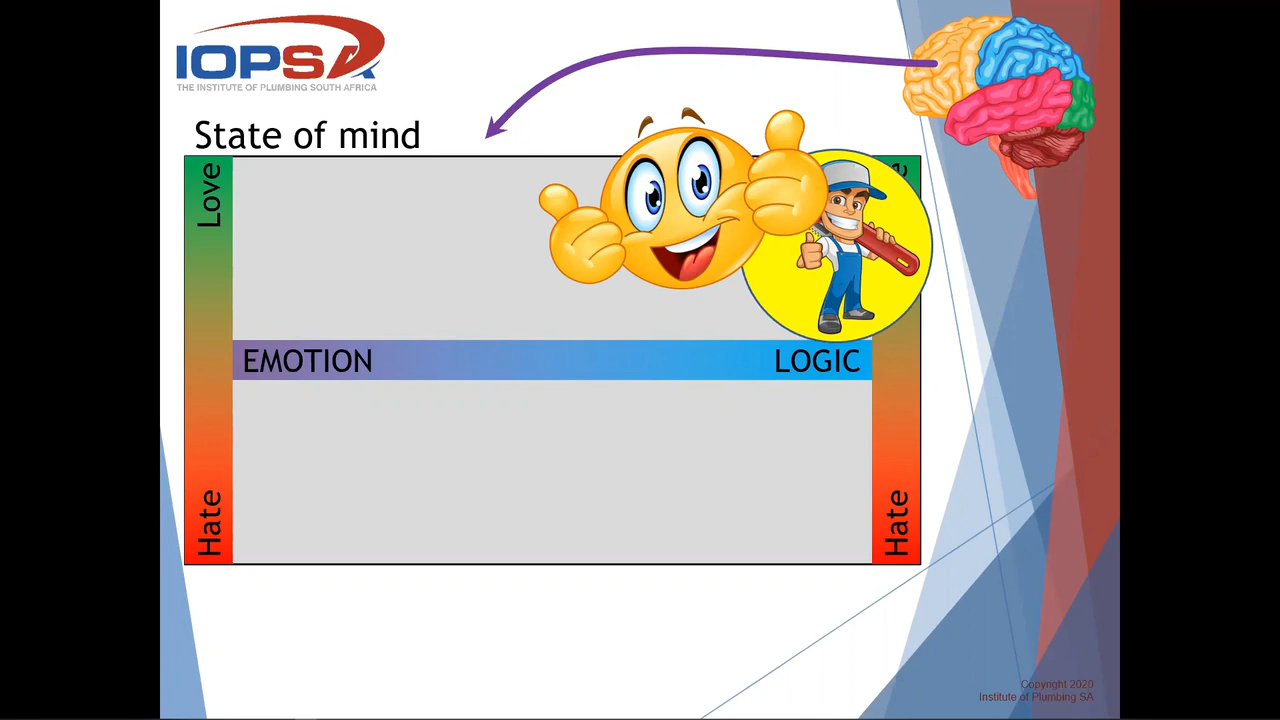 IOPSA
THE INSTITUTE OF PLUMBING SOUTH AFRICA
State of mind
Love
EMOTION
LOGIC
Hate
Hate
Copyright 2020
Institute of Plumbing SA